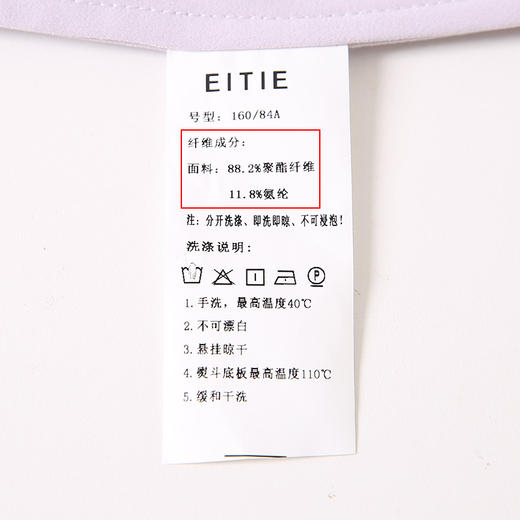 EITIE
号型: 160/84A
纤维成分:
面料: 88.2%聚酯纤维
11.8%氨纶
注: 分开洗涤、即洗即晾、不可浸泡!
洗涤说明:
P
1.手洗,最高温度40℃
2.不可漂白
3.悬挂晾干
4.熨斗底板最高温度110℃
5.缓和干洗